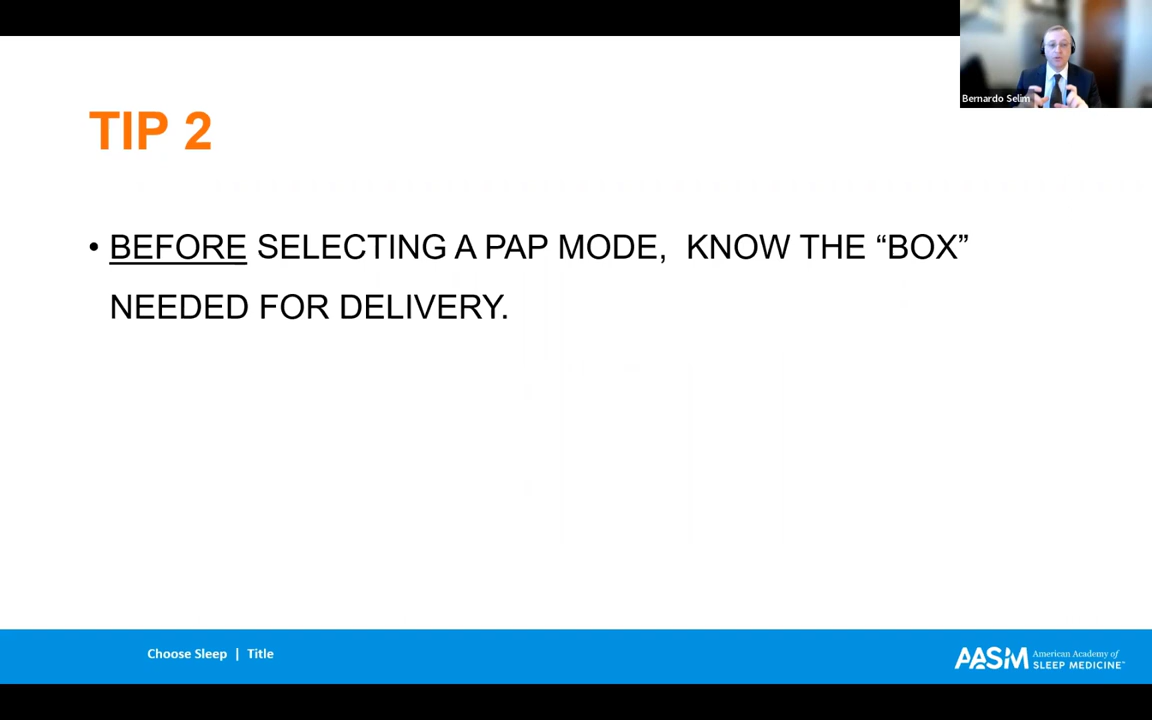 Bernardo Selim
TIP 2
• BEFORE SELECTING A PAP MODE, KNOW THE “BOX”
NEEDED FOR DELIVERY.
Choose Sleep | Title
AASM American Academy of
SLEEP MEDICINE™